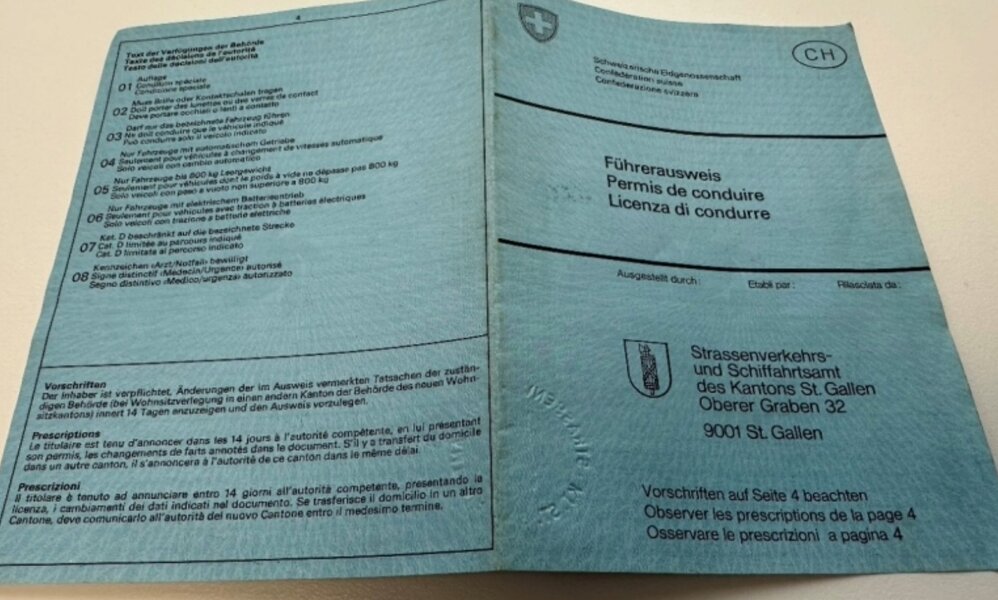 4
Text der Verfügungen der Behörde
Texte des décisions de l'autorité
Testo delle decisioni dell'autorità
01 Auflage
Condition spéciale
Condizione speciale
02 Muss Brille oder Kontaktschalen tragen
Doit porter des lunettes ou des verres de contact
Deve portare occhiali o lenti a contatto
03 Darf nur das bezeichnete Fahrzeug führen
Ne doit conduire que le véhicule indiqué
Può condurre solo il veicolo indicato
04 Nur Fahrzeuge mit automatischem Getriebe
Seulement pour véhicules à changement de vitesses automatique
Solo veicoli con cambio automatico
05 Nur Fahrzeuge bis 800 kg Leergewicht
Seulement pour véhicules dont le poids à vide ne dépasse pas 800 kg
Solo veicoli con peso a vuoto non superiore a 800 kg
06 Nur Fahrzeuge mit elektrischem Batterieantrieb
Seulement pour véhicules avec traction à batteries électriques
Solo veicoli con trazione a batterie elettriche
07 Kat. D beschränkt auf die bezeichnete Strecke
Cat. D limitée au parcours indiqué
Cat. D limitata al percorso indicato
08 Kennzeichen «Arzt/Notfall» bewilligt
Signe distinctif «Médecin/Urgence» autorisé
Segno distintivo «Medico/urgenza» autorizzato
Vorschriften
Der Inhaber ist verpflichtet, Änderungen der im Ausweis vermerkten Tatsachen der zustän-
digen Behörde (bei Wohnsitzverlegung in einen andern Kanton der Behörde des neuen Wohn-
sitzkantons) innert 14 Tagen anzuzeigen und den Ausweis vorzulegen.
Prescriptions
Le titulaire est tenu d'annoncer dans les 14 jours à l'autorité compétente, en lui présentant
son permis, les changements de faits annotés dans le document. S'il y a transfert du domicile
dans un autre canton, il s'annoncera à l'autorité de ce canton dans le même délai.
Prescrizioni
Il titolare è tenuto ad annunciare entro 14 giorni all'autorità competente, presentando la
licenza, i cambiamenti dei dati indicati nel documento. Se trasferisce il domicilio in un altro
Cantone, deve comunicarlo all'autorità del nuovo Cantone entro il medesimo termine.
CH
Schweizerische Eidgenossenschaft
Confédération suisse
Confederazione svizzera
Führerausweis
Permis de conduire
Licenza di condurre
Ausgestellt durch: Etabli par: Rilasciata da:
Strassenverkehrs-
und Schiffahrtsamt
des Kantons St. Gallen
Oberer Graben 32
9001 St. Gallen
Vorschriften auf Seite 4 beachten
Observer les prescriptions de la page 4
Osservare le prescrizioni a pagina 4